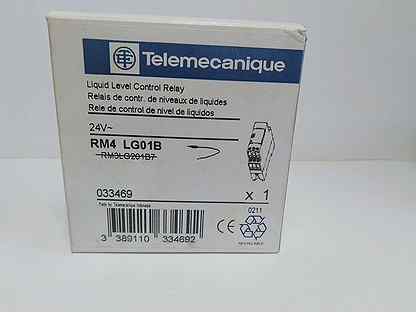 Telemecanique
Liquid Level Control Relay
Relais de contr. de niveaux de liquides
Rele de control de nivel de liquidos
24V~
RM4 LG01B
RM3LG201B7
033469
x 1
0211
CE
3 389110 334692